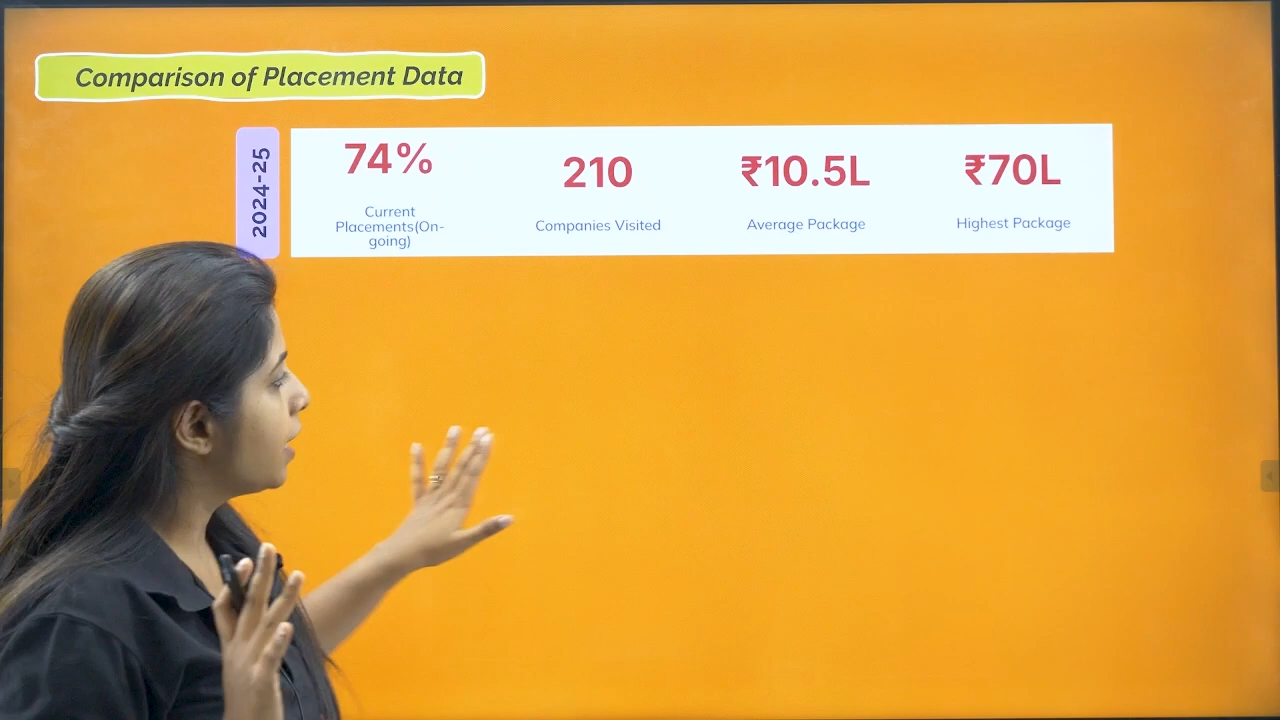 Comparison of Placement Data
2024-25
74%
210
₹10.5L
₹70L
Current
Placements(On-
going)
Companies Visited
Average Package
Highest Package